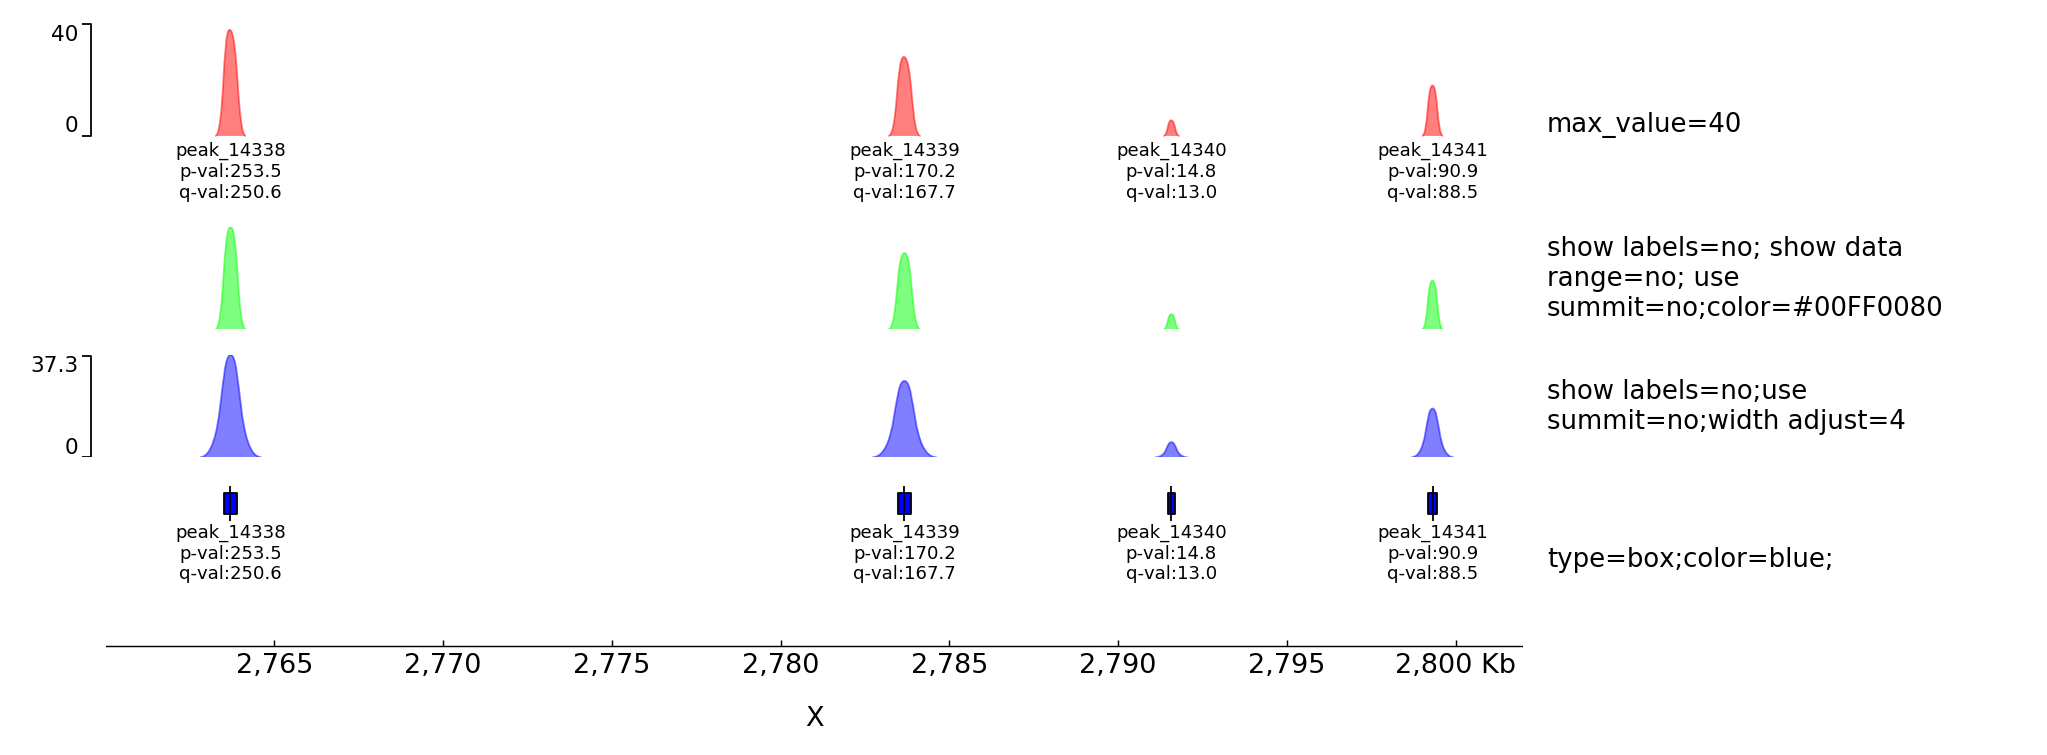 40
0
peak_14338
p-val:253.5
q-val:250.6
peak_14339
p-val:170.2
q-val:167.7
peak_14340
p-val:14.8
q-val:13.0
peak_14341
p-val:90.9
q-val:88.5
max_value=40
show labels=no; show data
range=no; use
summit=no;color=#00FF0080
37.3
0
show labels=no;use
summit=no;width adjust=4
peak_14338
p-val:253.5
q-val:250.6
peak_14339
p-val:170.2
q-val:167.7
peak_14340
p-val:14.8
q-val:13.0
peak_14341
p-val:90.9
q-val:88.5
type=box;color=blue;
2,765 2,770 2,775 2,780 2,785 2,790 2,795 2,800 Kb
X